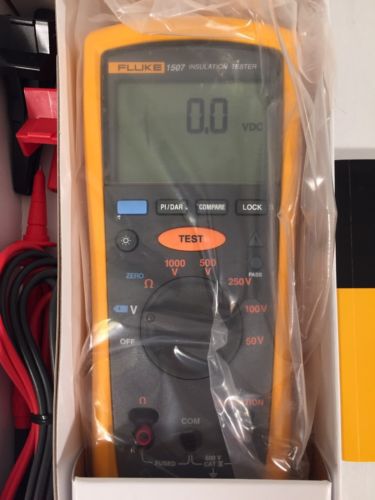 FLUKE 1507 INSULATION TESTER
0.0 VDC
PI/DAR COMPARE LOCK
TEST
PASS
1000 V
500 V
ZERO Ω
250V
V
100V
OFF
50V
Ω
COM
FUSED
CAT